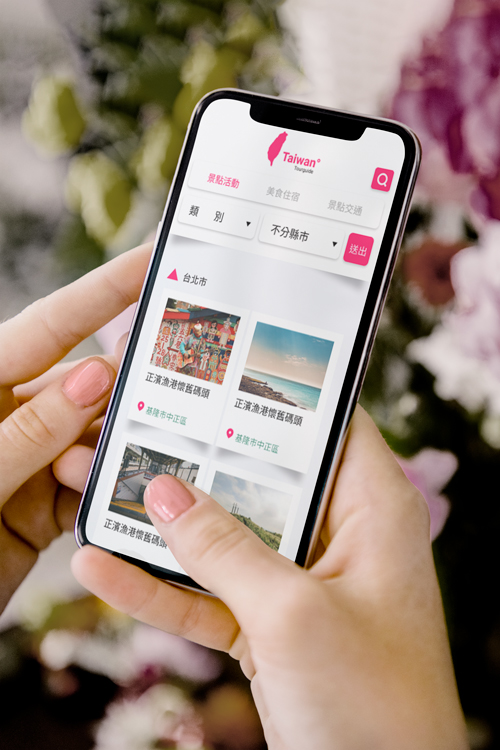 Taiwan°
Tourguide
景點活動
美食住宿
景點交通
類 別
不分縣市
送出
台北市
正濱漁港懷舊碼頭
基隆市中正區
正濱漁港懷舊碼頭
基隆市中正區
正濱漁港懷舊碼頭